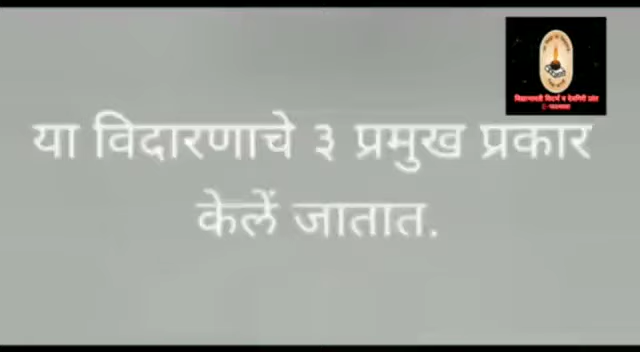 या विदारणाचे ३ प्रमुख प्रकार
केलें जातात.